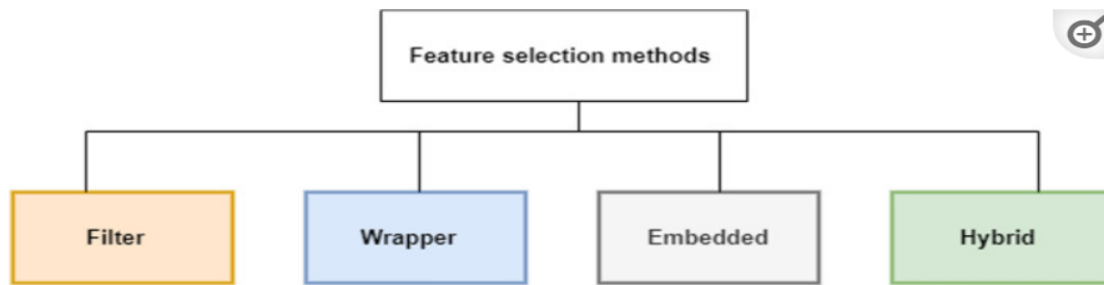 Feature selection methods
Filter
Wrapper
Embedded
Hybrid